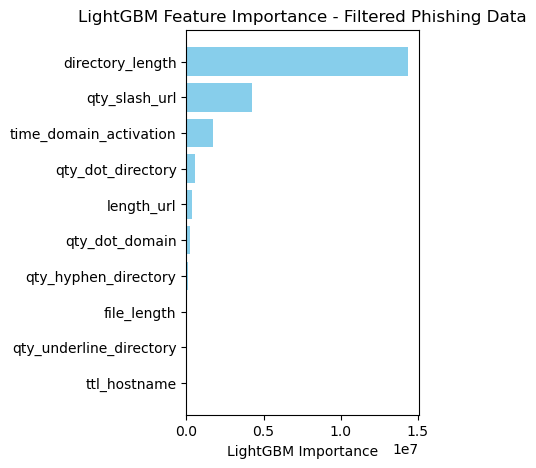 LightGBM Feature Importance - Filtered Phishing Data
directory_length
qty_slash_url
time_domain_activation
qty_dot_directory
length_url
qty_dot_domain
qty_hyphen_directory
file_length
qty_underline_directory
ttl_hostname
0.0 0.5 1.0 1.5
1e7
LightGBM Importance